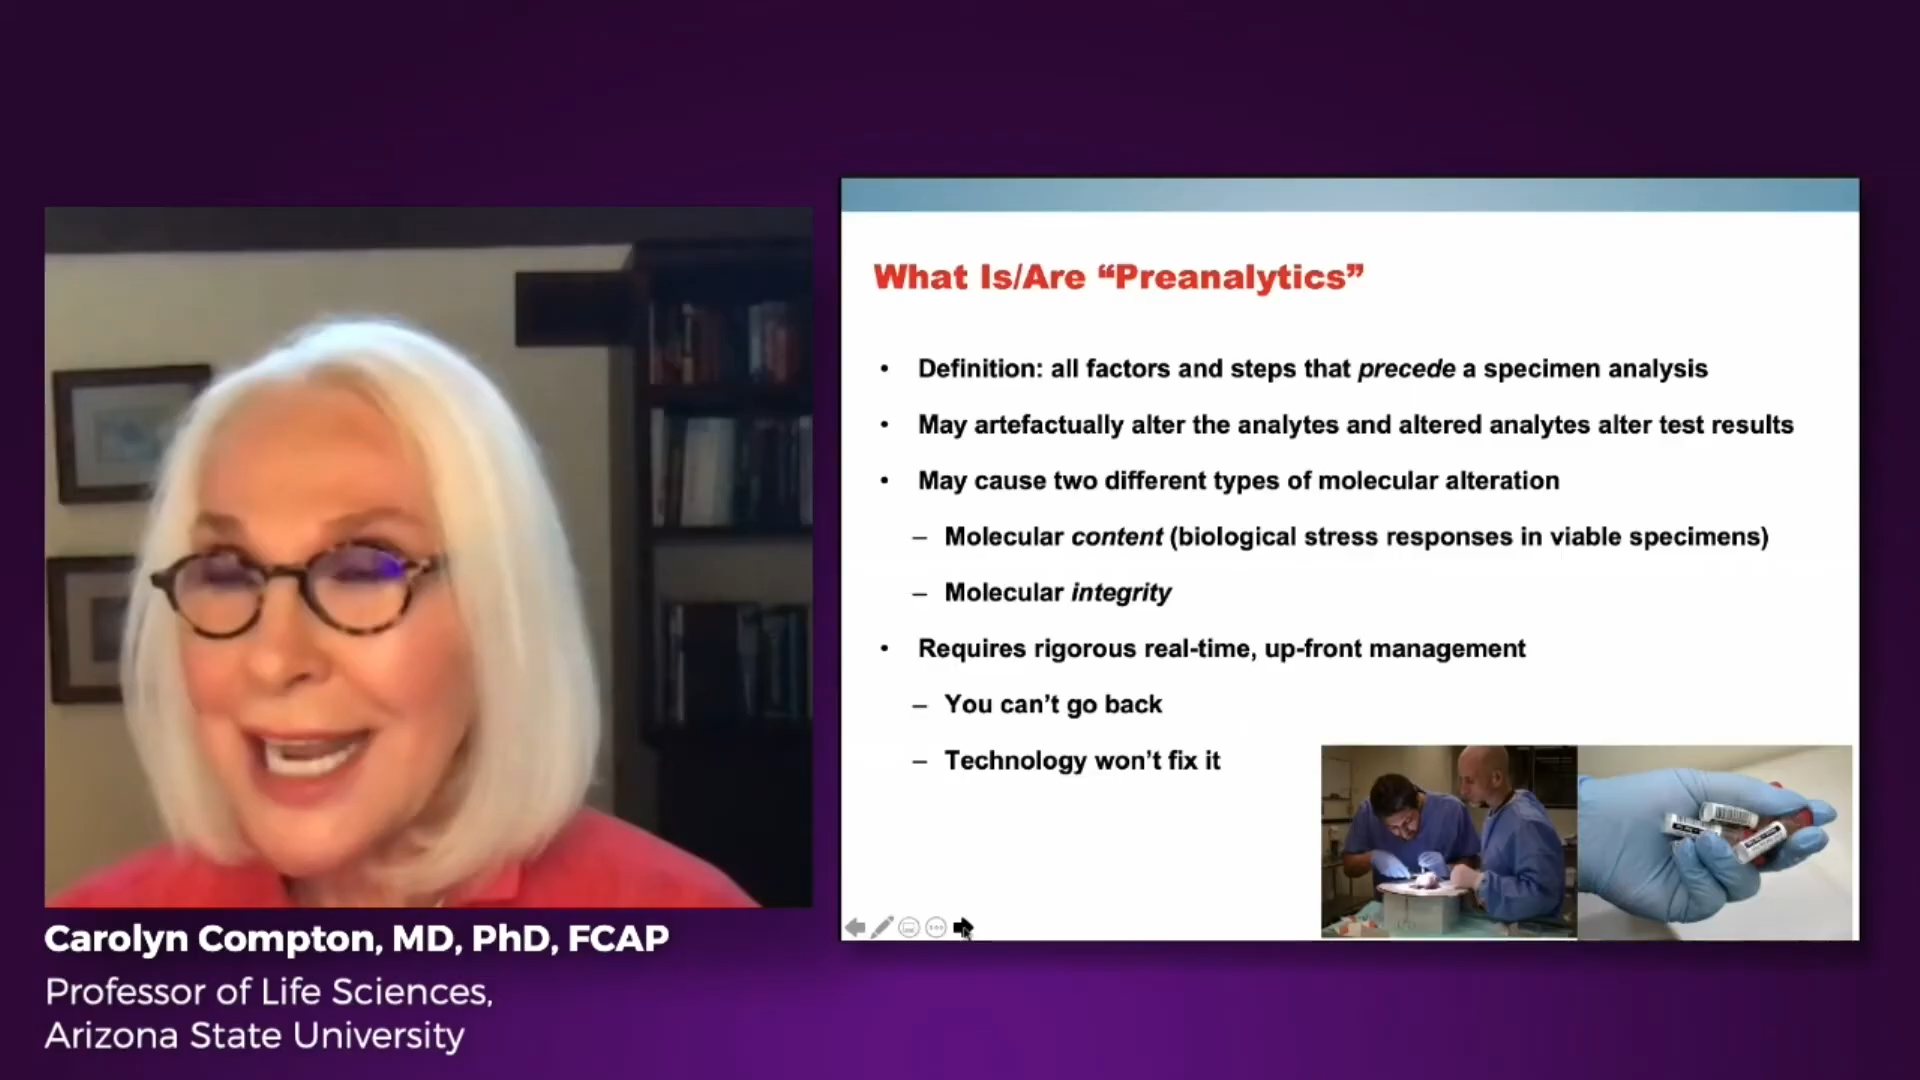 What Is/Are “Preanalytics”
• Definition: all factors and steps that precede a specimen analysis
• May artefactually alter the analytes and altered analytes alter test results
• May cause two different types of molecular alteration
– Molecular content (biological stress responses in viable specimens)
– Molecular integrity
• Requires rigorous real-time, up-front management
– You can’t go back
– Technology won’t fix it
Carolyn Compton, MD, PhD, FCAP
Professor of Life Sciences,
Arizona State University